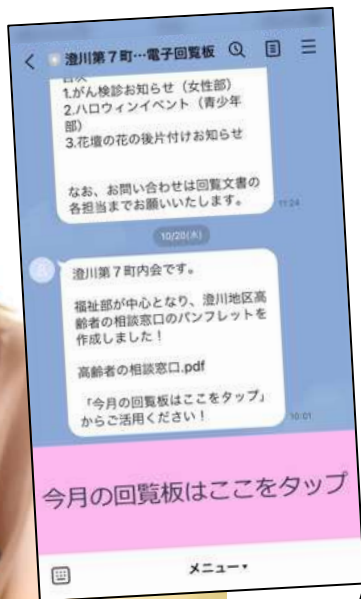 澄川第7町…電子回覧板
1.がん検診お知らせ（女性部）
2.ハロウィンイベント（青少年
部）
3.花壇の花の後片付けお知らせ
なお、お問い合わせは回覧文書の
各担当までお願いいたします。
11:24
10/20(水)
澄川第７町内会です。
福祉部が中心となり、澄川地区高
齢者の相談窓口のパンフレットを
作成しました！
高齢者の相談窓口.pdf
「今月の回覧板はここをタップ」
からご活用ください！
10:01
今月の回覧板はここをタップ
メニュー▾